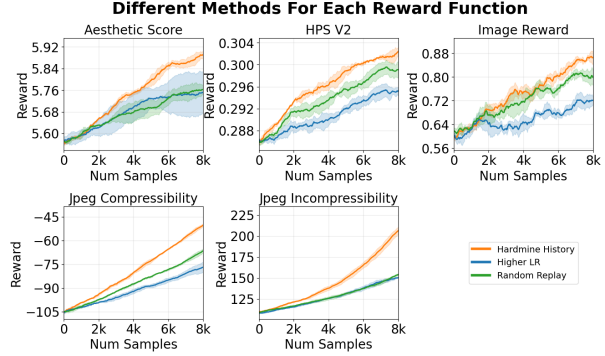 Different Methods For Each Reward Function
Aesthetic Score
HPS V2
Image Reward
Reward
5.92
5.84
5.76
5.68
5.60
0 2k 4k 6k 8k
Num Samples
Reward
0.304
0.300
0.296
0.292
0.288
0 2k 4k 6k 8k
Num Samples
Reward
0.88
0.80
0.72
0.64
0.56
0 2k 4k 6k 8k
Num Samples
Jpeg Compressibility
Jpeg Incompressibility
Reward
−45
−60
−75
−90
−105
0 2k 4k 6k 8k
Num Samples
Reward
225
200
175
150
125
0 2k 4k 6k 8k
Num Samples
Hardmine History
Higher LR
Random Replay